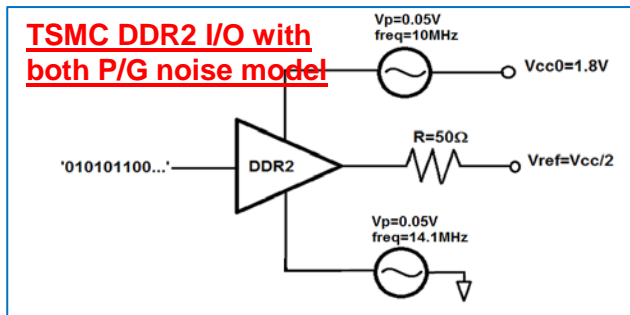 TSMC DDR2 I/O with
both P/G noise model
Vp=0.05V
freq=10MHz
Vcc0=1.8V
'010101100...'
DDR2
R=50Ω
Vref=Vcc/2
Vp=0.05V
freq=14.1MHz